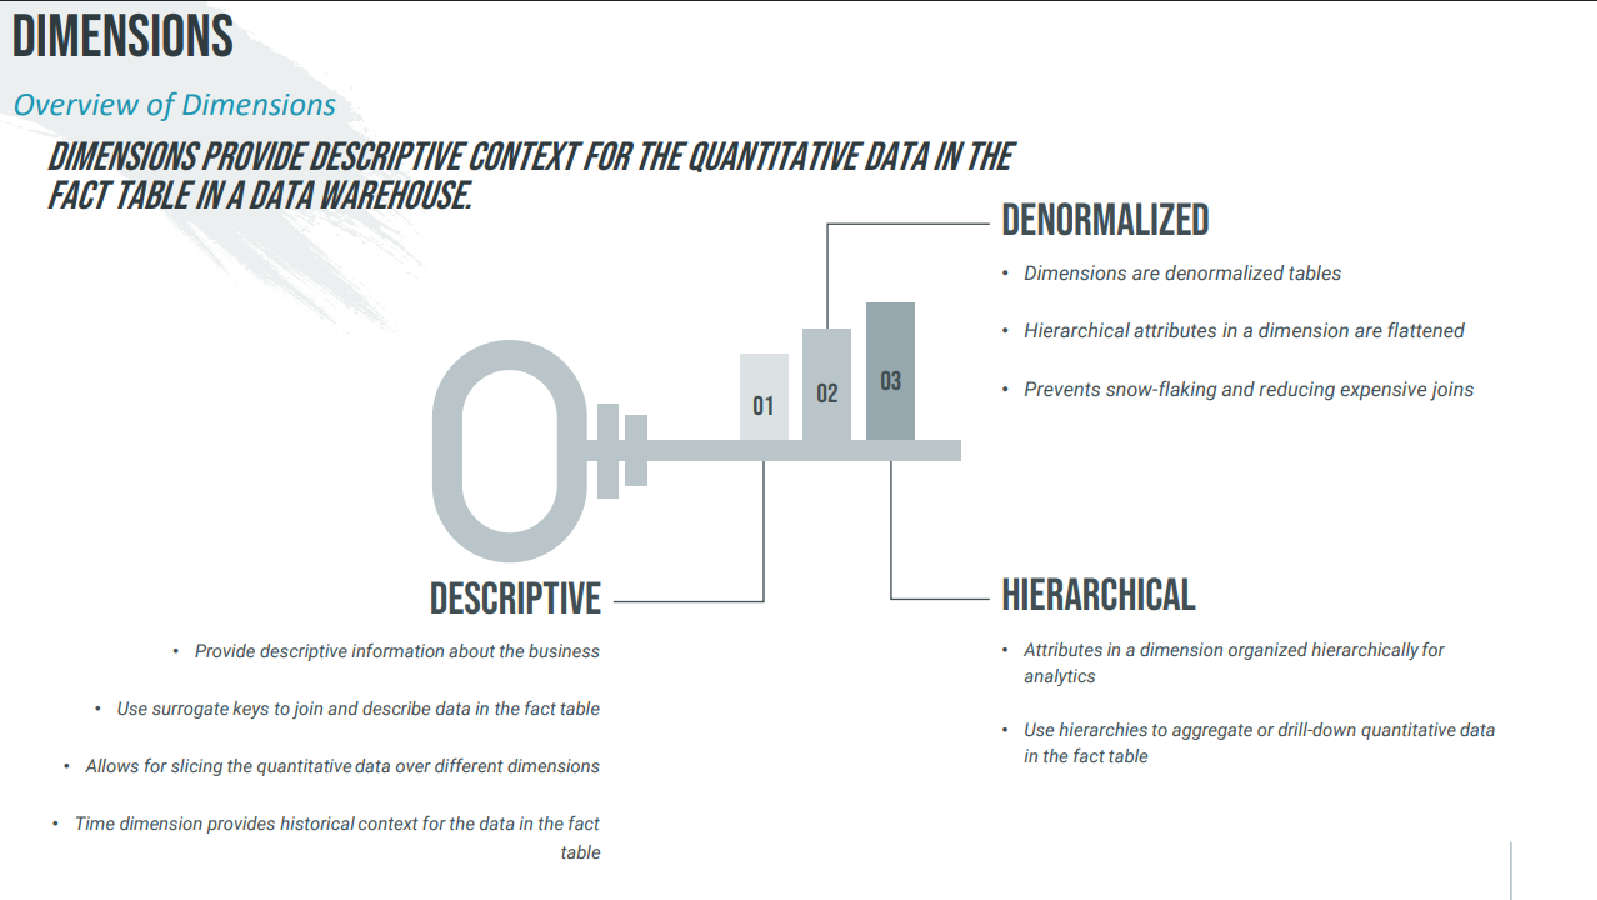 DIMENSIONS
Overview of Dimensions
DIMENSIONS PROVIDE DESCRIPTIVE CONTEXT FOR THE QUANTITATIVE DATA IN THE
FACT TABLE IN A DATA WAREHOUSE.
DENORMALIZED
• Dimensions are denormalized tables
• Hierarchical attributes in a dimension are flattened
• Prevents snow-flaking and reducing expensive joins
01
02
03
DESCRIPTIVE
• Provide descriptive information about the business
• Use surrogate keys to join and describe data in the fact table
• Allows for slicing the quantitative data over different dimensions
• Time dimension provides historical context for the data in the fact
table
HIERARCHICAL
• Attributes in a dimension organized hierarchically for
analytics
• Use hierarchies to aggregate or drill-down quantitative data
in the fact table